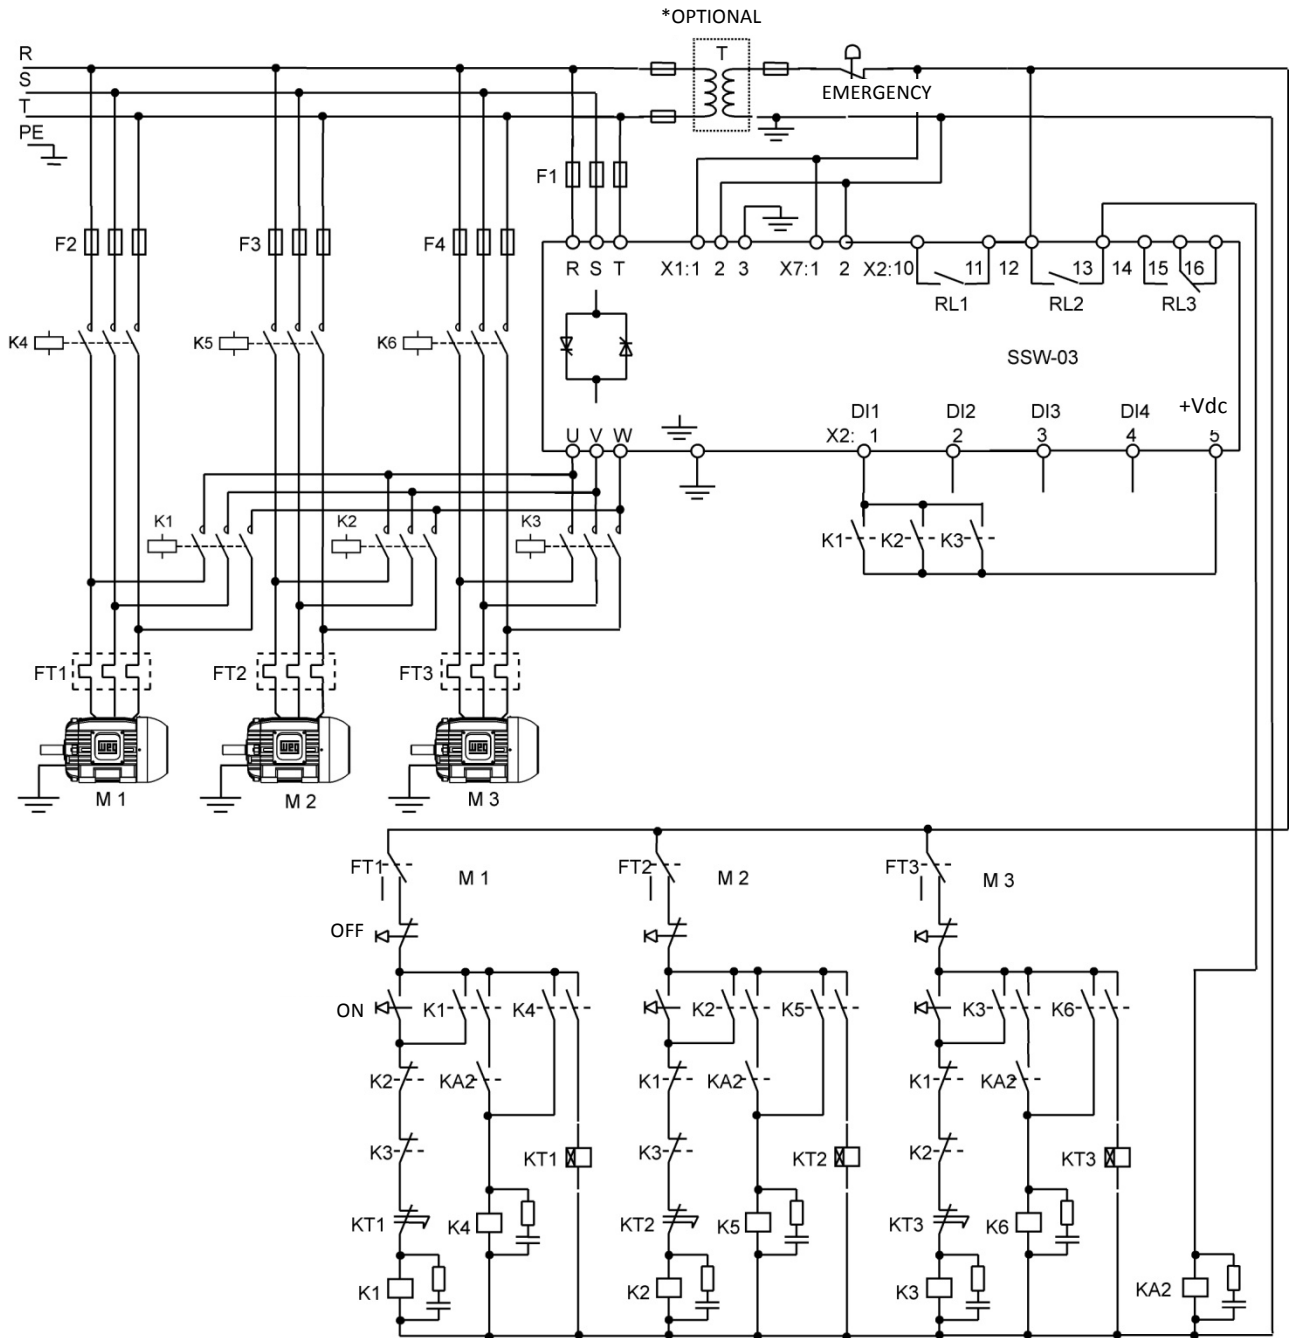 *OPTIONAL
R
S
T
PE
T
EMERGENCY
F1
F2
F3
F4
R S T X1:1 2 3 X7:1 2 X2:10 11 12 13 14 15 16
RL1 RL2 RL3
K4
K5
K6
SSW-03
DI1 DI2 DI3 DI4 +Vdc
U V W X2: 1 2 3 4 5
K1
K2
K3
K1 K2 K3
FT1
FT2
FT3
weg
weg
weg
M 1
M 2
M 3
FT1 M 1 FT2 M 2 FT3 M 3
OFF
ON K1 K4 K2 K5 K3 K6
K2 KA2 K1 KA2 K1 KA2
K3 KT1 K3 KT2 K2 KT3
KT1 K4 KT2 K5 KT3 K6
K1 K2 K3 KA2